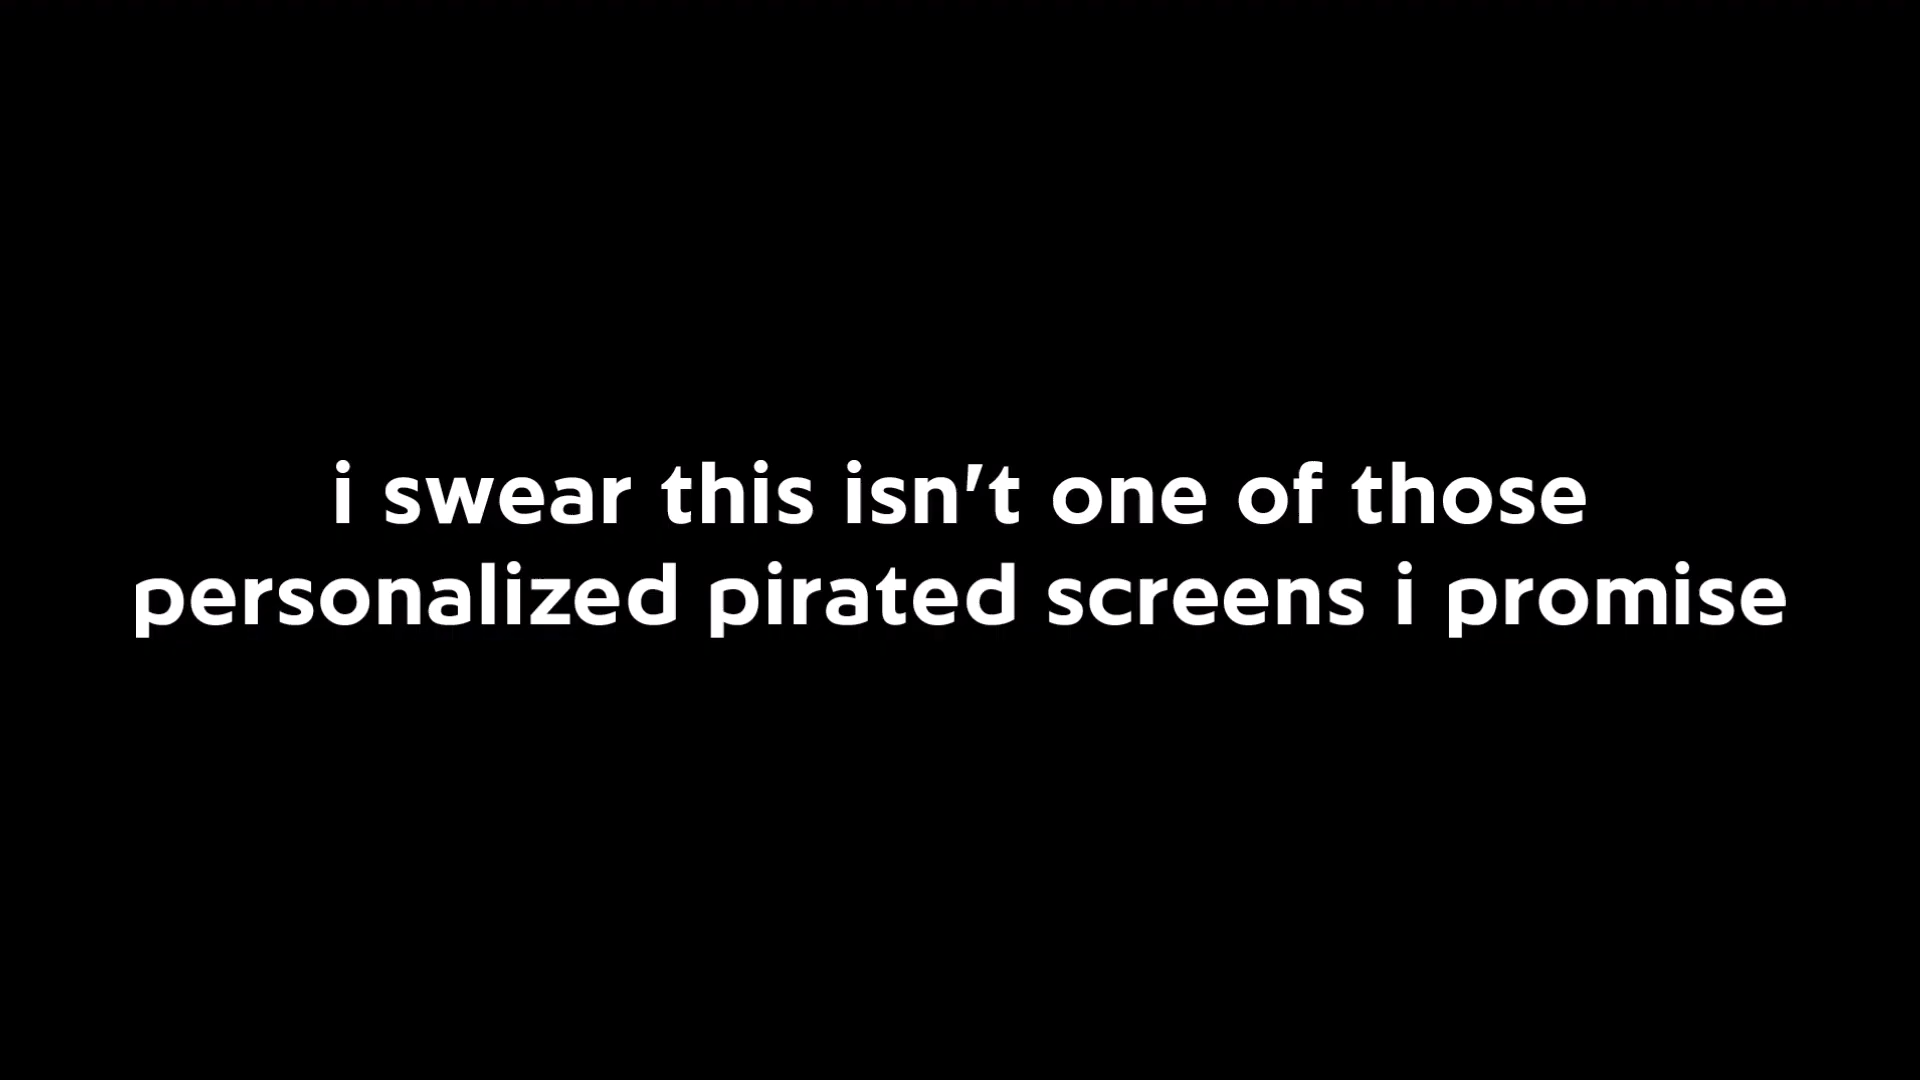 i swear this isn't one of those
personalized pirated screens i promise